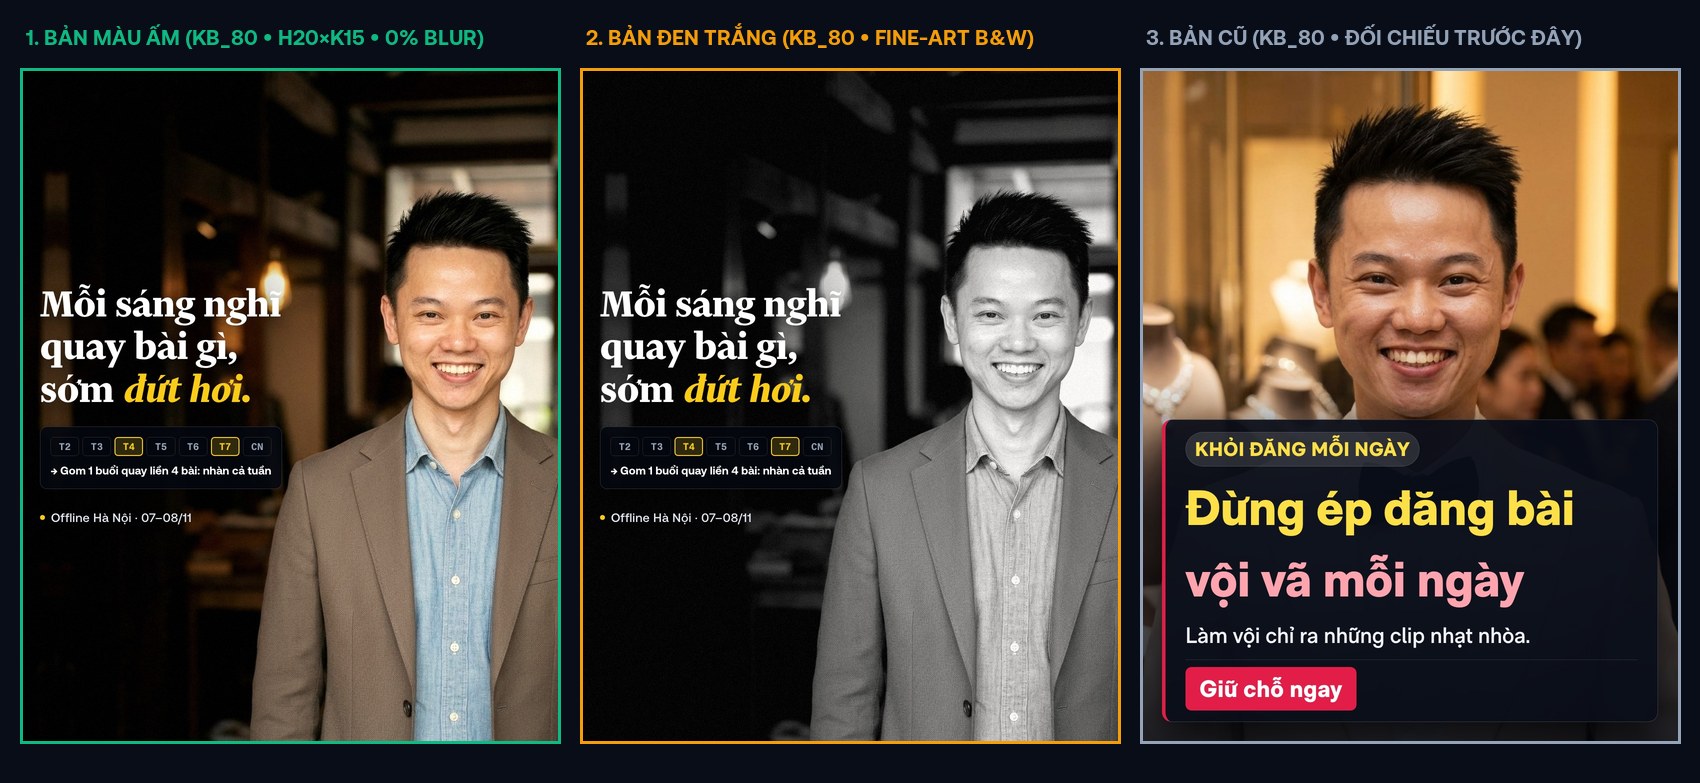 1. BẢN MÀU ẤM (KB_80 • H20×K15 • 0% BLUR)
Mỗi sáng nghĩ
quay bài gì,
sớm đứt hơi.
T2 T3 T4 T5 T6 T7 CN
→ Gom 1 buổi quay liền 4 bài: nhàn cả tuần
• Offline Hà Nội · 07–08/11
2. BẢN ĐEN TRẮNG (KB_80 • FINE-ART B&W)
Mỗi sáng nghĩ
quay bài gì,
sớm đứt hơi.
T2 T3 T4 T5 T6 T7 CN
→ Gom 1 buổi quay liền 4 bài: nhàn cả tuần
• Offline Hà Nội · 07–08/11
3. BẢN CŨ (KB_80 • ĐỐI CHIẾU TRƯỚC ĐÂY)
KHỎI ĐĂNG MỖI NGÀY
Đừng ép đăng bài
vội vã mỗi ngày
Làm vội chỉ ra những clip nhạt nhòa.
Giữ chỗ ngay